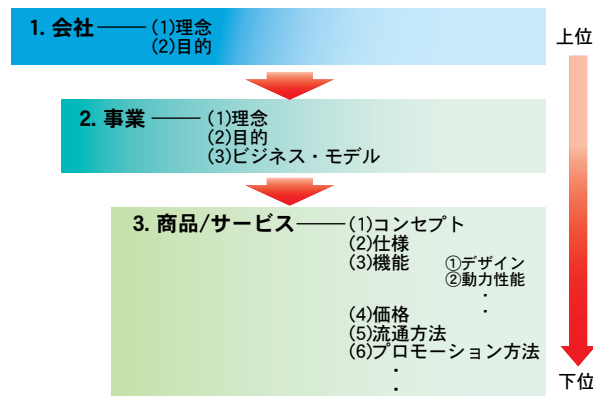 1. 会社 (1)理念
(2)目的
上位
2. 事業 (1)理念
(2)目的
(3)ビジネス・モデル
3. 商品/サービス (1)コンセプト
(2)仕様
(3)機能 ①デザイン
②動力性能
・
・
(4)価格
(5)流通方法
(6)プロモーション方法
・
・
下位